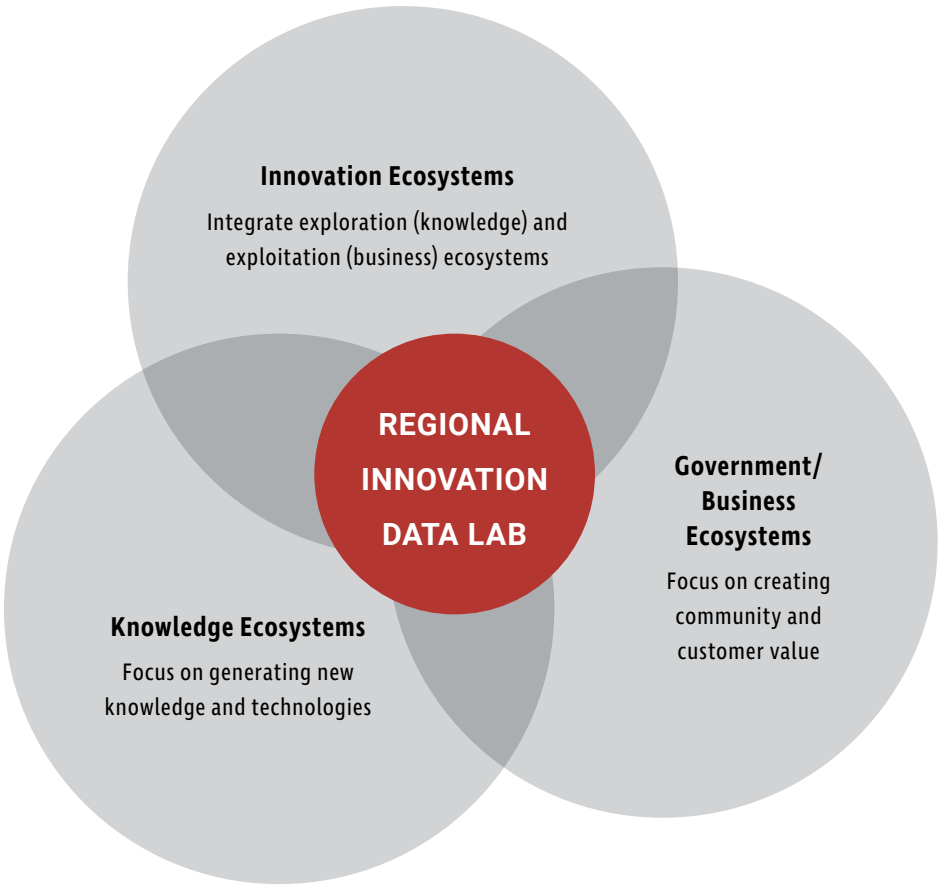 Innovation Ecosystems
Integrate exploration (knowledge) and
exploitation (business) ecosystems
REGIONAL
INNOVATION
DATA LAB
Government/
Business
Ecosystems
Focus on creating
community and
customer value
Knowledge Ecosystems
Focus on generating new
knowledge and technologies